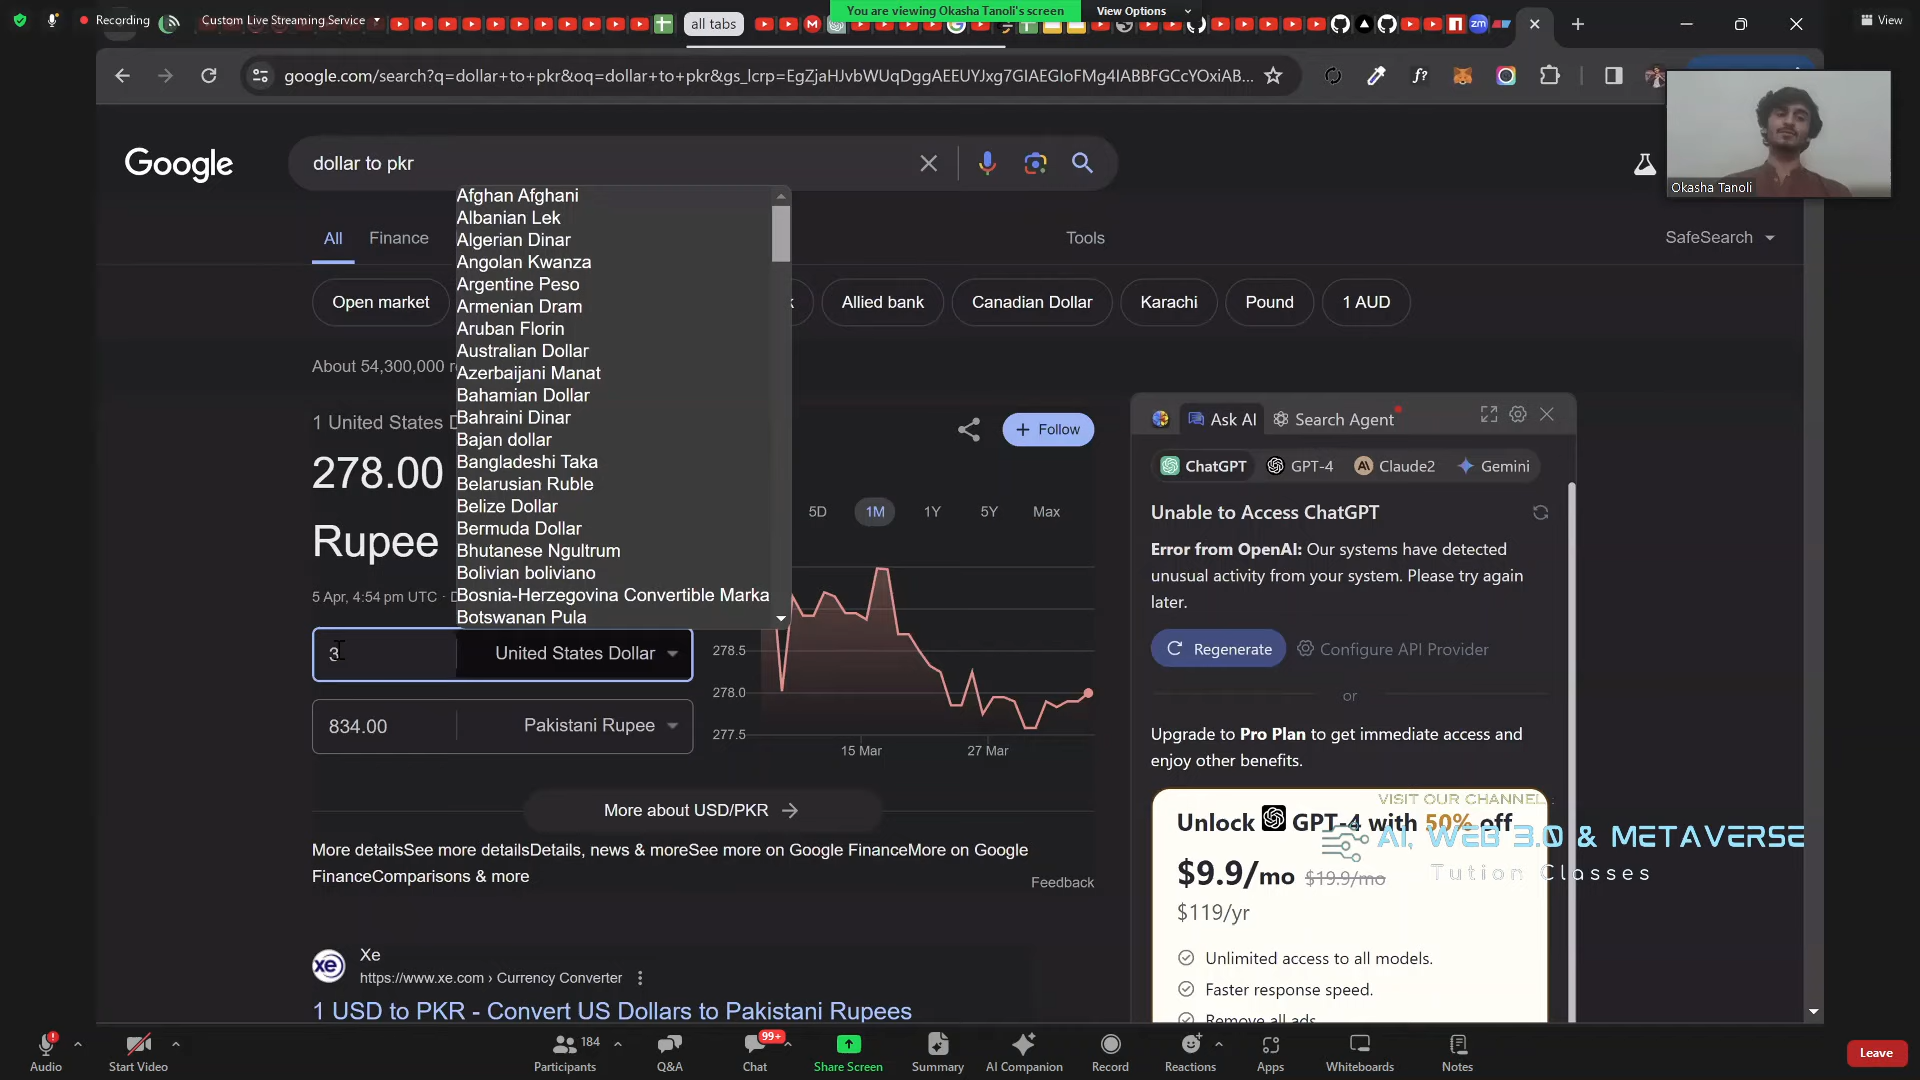 Recording
Custom Live Streaming Service
all tabs
You are viewing Okasha Tanoli's screen
View Options
View
google.com/search?q=dollar+to+pkr&oq=dollar+to+pkr&gs_lcrp=EgZjaHJvbWUqDggAEEUYJxg7GIAEGIoFMg4IABBFGCcYOxiAB...
Okasha Tanoli
Google
dollar to pkr
All
Finance
Tools
SafeSearch
Open market
k
Allied bank
Canadian Dollar
Karachi
Pound
1 AUD
About 54,300,000 r
Afghan Afghani
Albanian Lek
Algerian Dinar
Angolan Kwanza
Argentine Peso
Armenian Dram
Aruban Florin
Australian Dollar
Azerbaijani Manat
Bahamian Dollar
Bahraini Dinar
Bajan dollar
Bangladeshi Taka
Belarusian Ruble
Belize Dollar
Bermuda Dollar
Bhutanese Ngultrum
Bolivian boliviano
Bosnia-Herzegovina Convertible Marka
Botswanan Pula
1 United States D
278.00
Rupee
5 Apr, 4:54 pm UTC · D
Follow
5D
1M
1Y
5Y
Max
3
United States Dollar
834.00
Pakistani Rupee
278.5
278.0
277.5
15 Mar
27 Mar
More about USD/PKR
More detailsSee more detailsDetails, news & moreSee more on Google FinanceMore on Google
FinanceComparisons & more
Feedback
Xe
https://www.xe.com › Currency Converter
1 USD to PKR - Convert US Dollars to Pakistani Rupees
Ask AI
Search Agent
ChatGPT
GPT-4
Claude2
Gemini
Unable to Access ChatGPT
Error from OpenAI: Our systems have detected
unusual activity from your system. Please try again
later.
Regenerate
Configure API Provider
or
Upgrade to Pro Plan to get immediate access and
enjoy other benefits.
Unlock GPT-4 with 50% off
$9.9/mo $19.9/mo
$119/yr
Unlimited access to all models.
Faster response speed.
Remove all ads
VISIT OUR CHANNEL
AI, WEB 3.0 & METAVERSE
Tution Classes
Audio
Start Video
184
Participants
Q&A
99+
Chat
Share Screen
Summary
AI Companion
Record
Reactions
Apps
Whiteboards
Notes
Leave